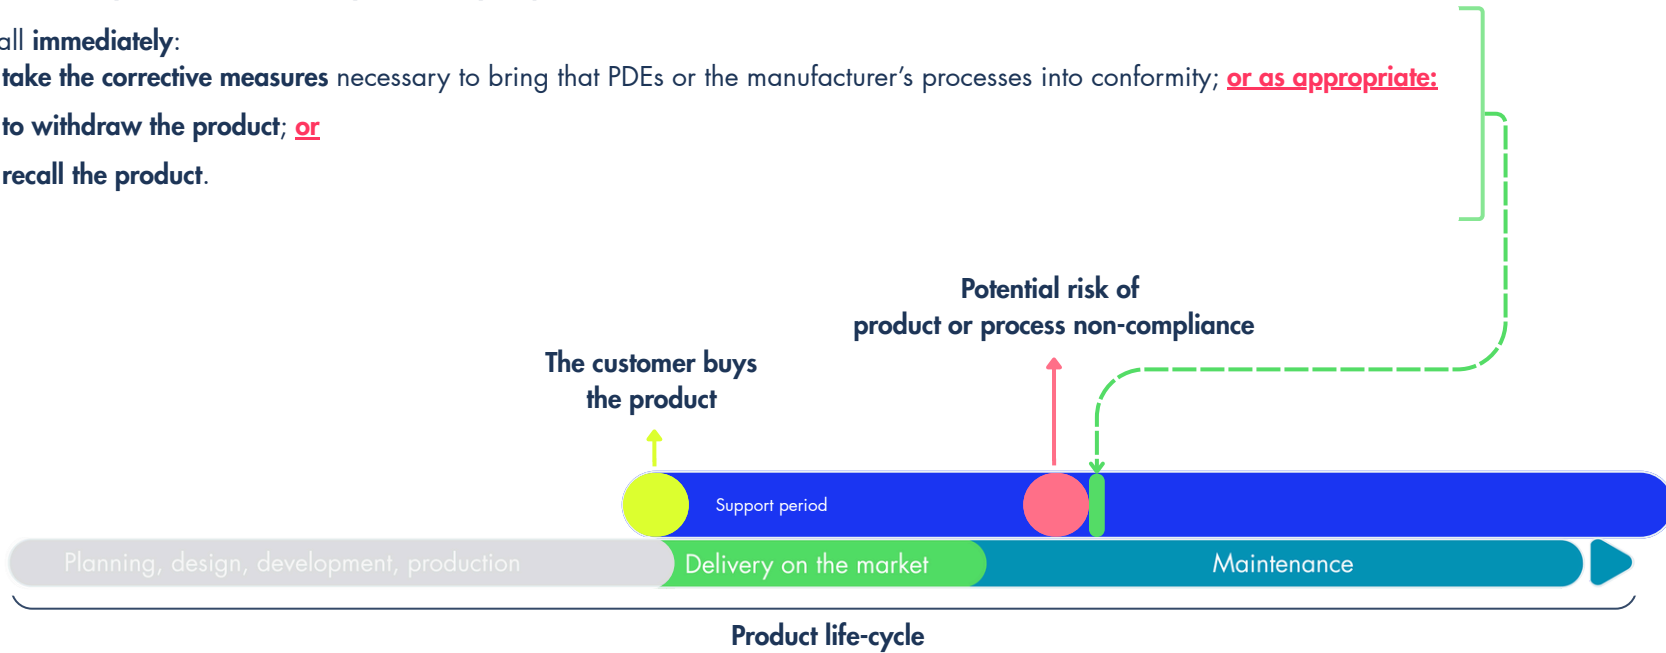 all immediately:
take the corrective measures necessary to bring that PDEs or the manufacturer's processes into conformity; or as appropriate:
to withdraw the product; or
recall the product.
Potential risk of
product or process non-compliance
The customer buys
the product
Support period
Planning, design, development, production
Delivery on the market
Maintenance
Product life-cycle